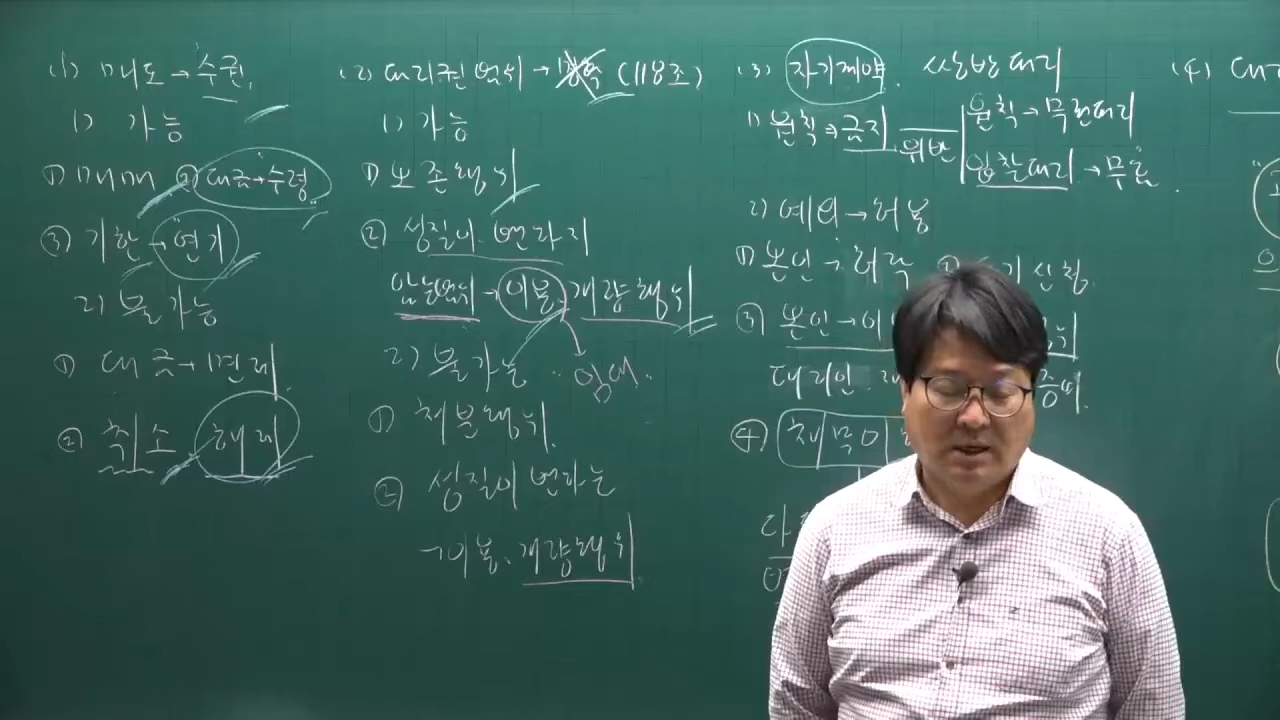 (1) 매도→수권.
1) 가능
① 매매 ② 대금→수령
③ 기한→연기
2) 불가능
① 대금→면제
② 취소 해제
(2) 대리권 범위→ (118조)
1) 가능
① 보존행위
② 성질이 변하지
않는범위→이용 개량행위
2) 불가능
임대
① 처분행위.
② 성질이 변하는
이용, 개량행위
(3) 자기계약. 쌍방대리
1) 원칙→금지 위반
원칙→무권대리
입찰대리→무효
2) 예외→허용
① 본인→허락
③ 본인→이
대리인
④ 채무이
(4) 대